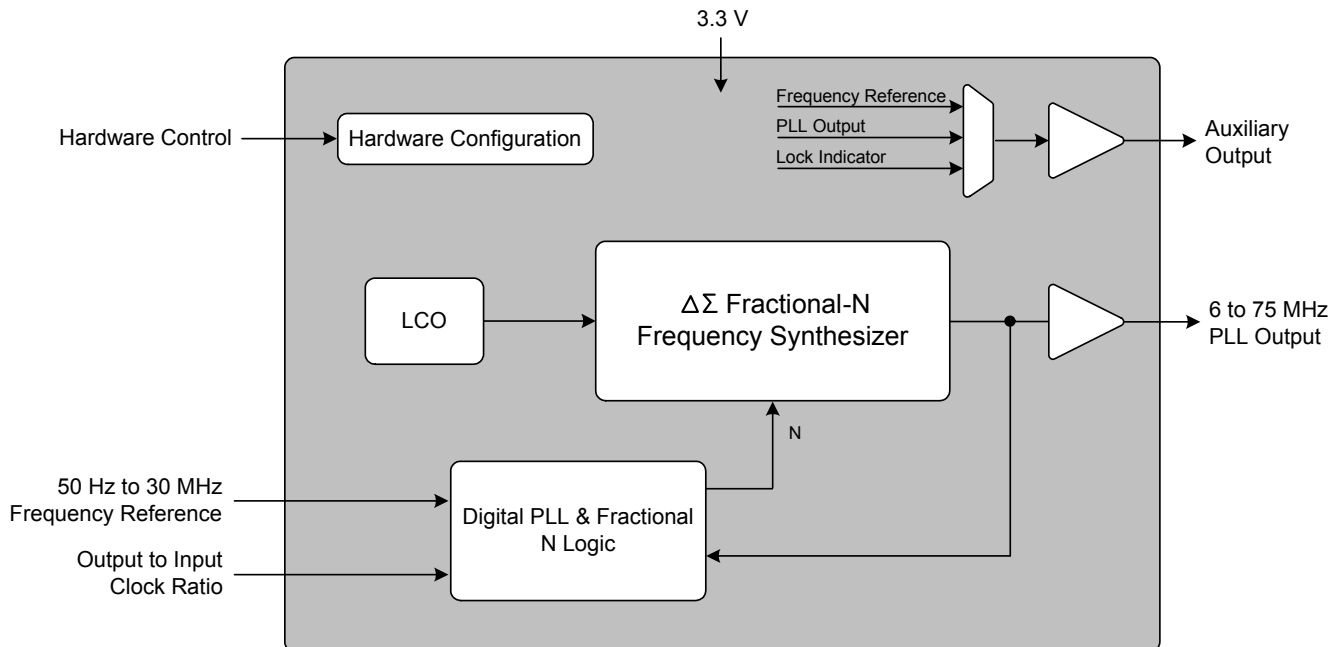 3.3 V
Hardware Control
Hardware Configuration
Frequency Reference
PLL Output
Lock Indicator
Auxiliary
Output
LCO
ΔΣ Fractional-N
Frequency Synthesizer
6 to 75 MHz
PLL Output
N
50 Hz to 30 MHz
Frequency Reference
Output to Input
Clock Ratio
Digital PLL & Fractional
N Logic